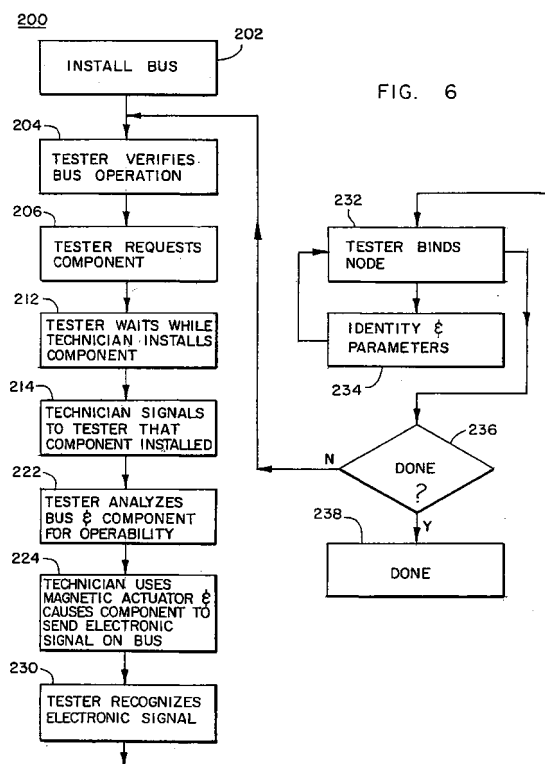 200
202
INSTALL BUS
FIG. 6
204
TESTER VERIFIES
BUS OPERATION
206
TESTER REQUESTS
COMPONENT
212
TESTER WAITS WHILE
TECHNICIAN INSTALLS
COMPONENT
214
TECHNICIAN SIGNALS
TO TESTER THAT
COMPONENT INSTALLED
222
TESTER ANALYZES
BUS & COMPONENT
FOR OPERABILITY
224
TECHNICIAN USES
MAGNETIC ACTUATOR &
CAUSES COMPONENT TO
SEND ELECTRONIC
SIGNAL ON BUS
230
TESTER RECOGNIZES
ELECTRONIC SIGNAL
232
TESTER BINDS
NODE
IDENTITY &
PARAMETERS
234
236
N
DONE
?
Y
238
DONE